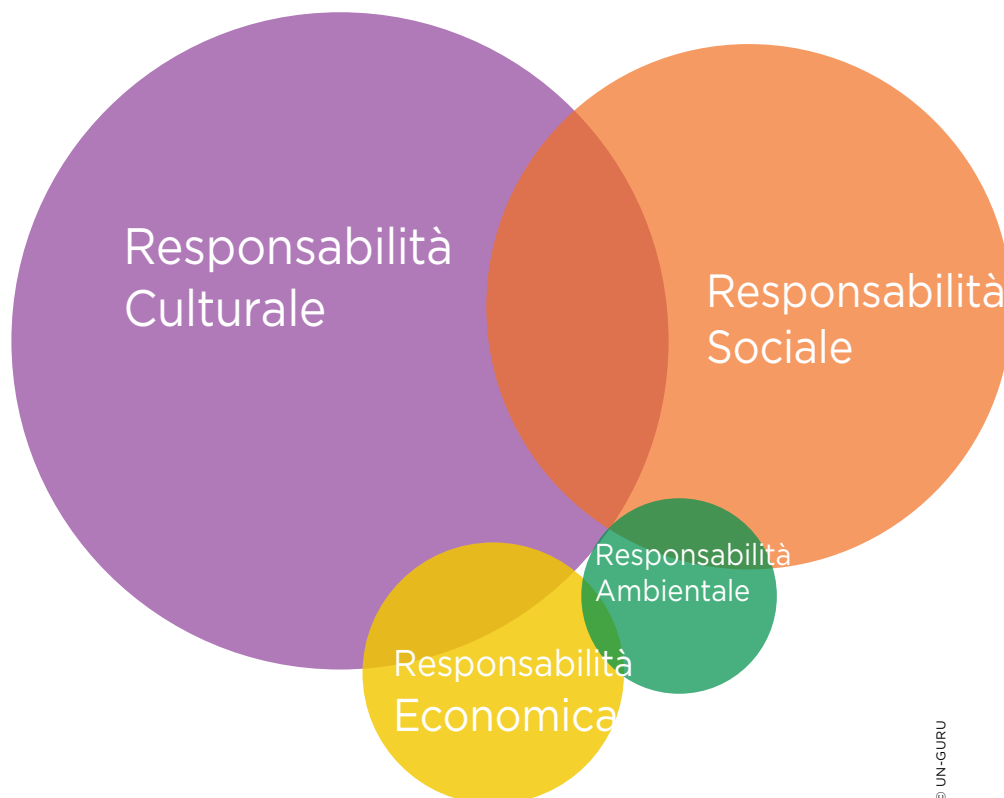 Responsabilità
Culturale
Responsabilità
Sociale
Responsabilità
Ambientale
Responsabilità
Economica
© UN-GURU